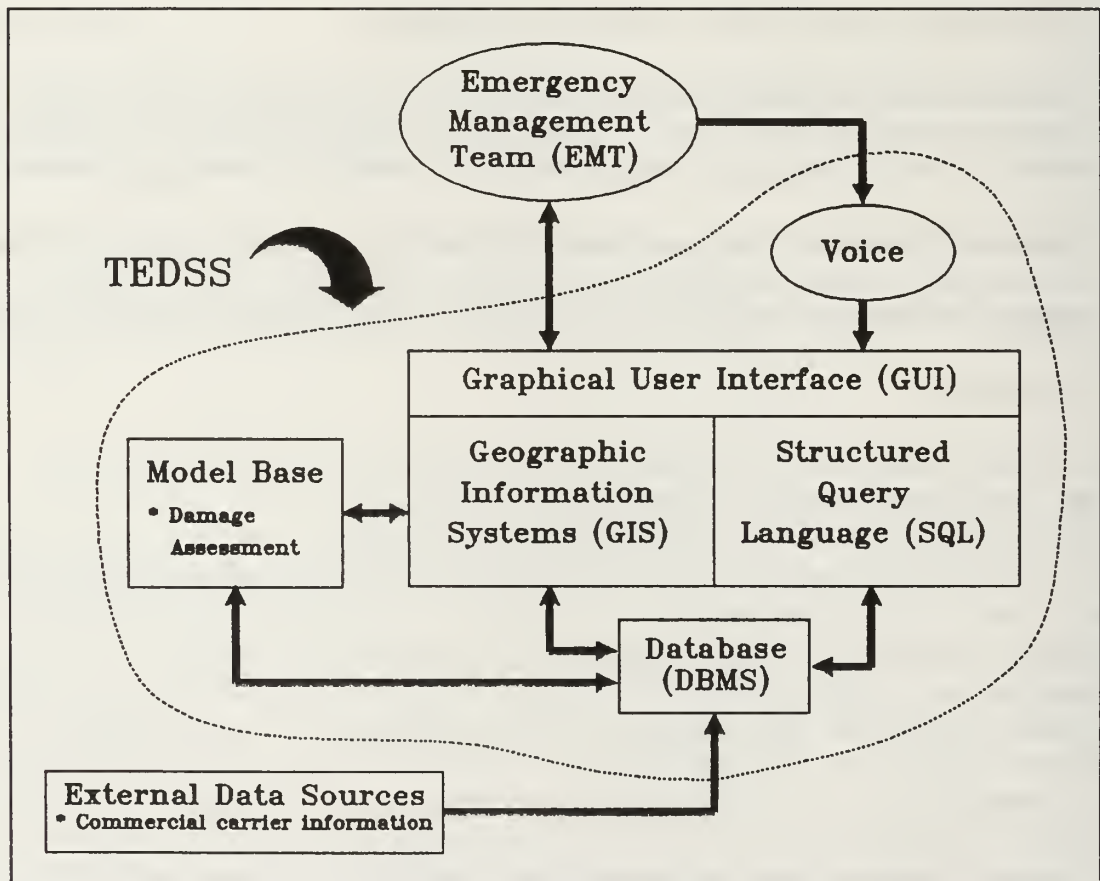 Emergency
Management
Team (EMT)
Voice
TEDSS
Graphical User Interface (GUI)
Geographic
Information
Systems (GIS)
Structured
Query
Language (SQL)
Model Base
* Damage
Assessment
Database
(DBMS)
External Data Sources
* Commercial carrier information